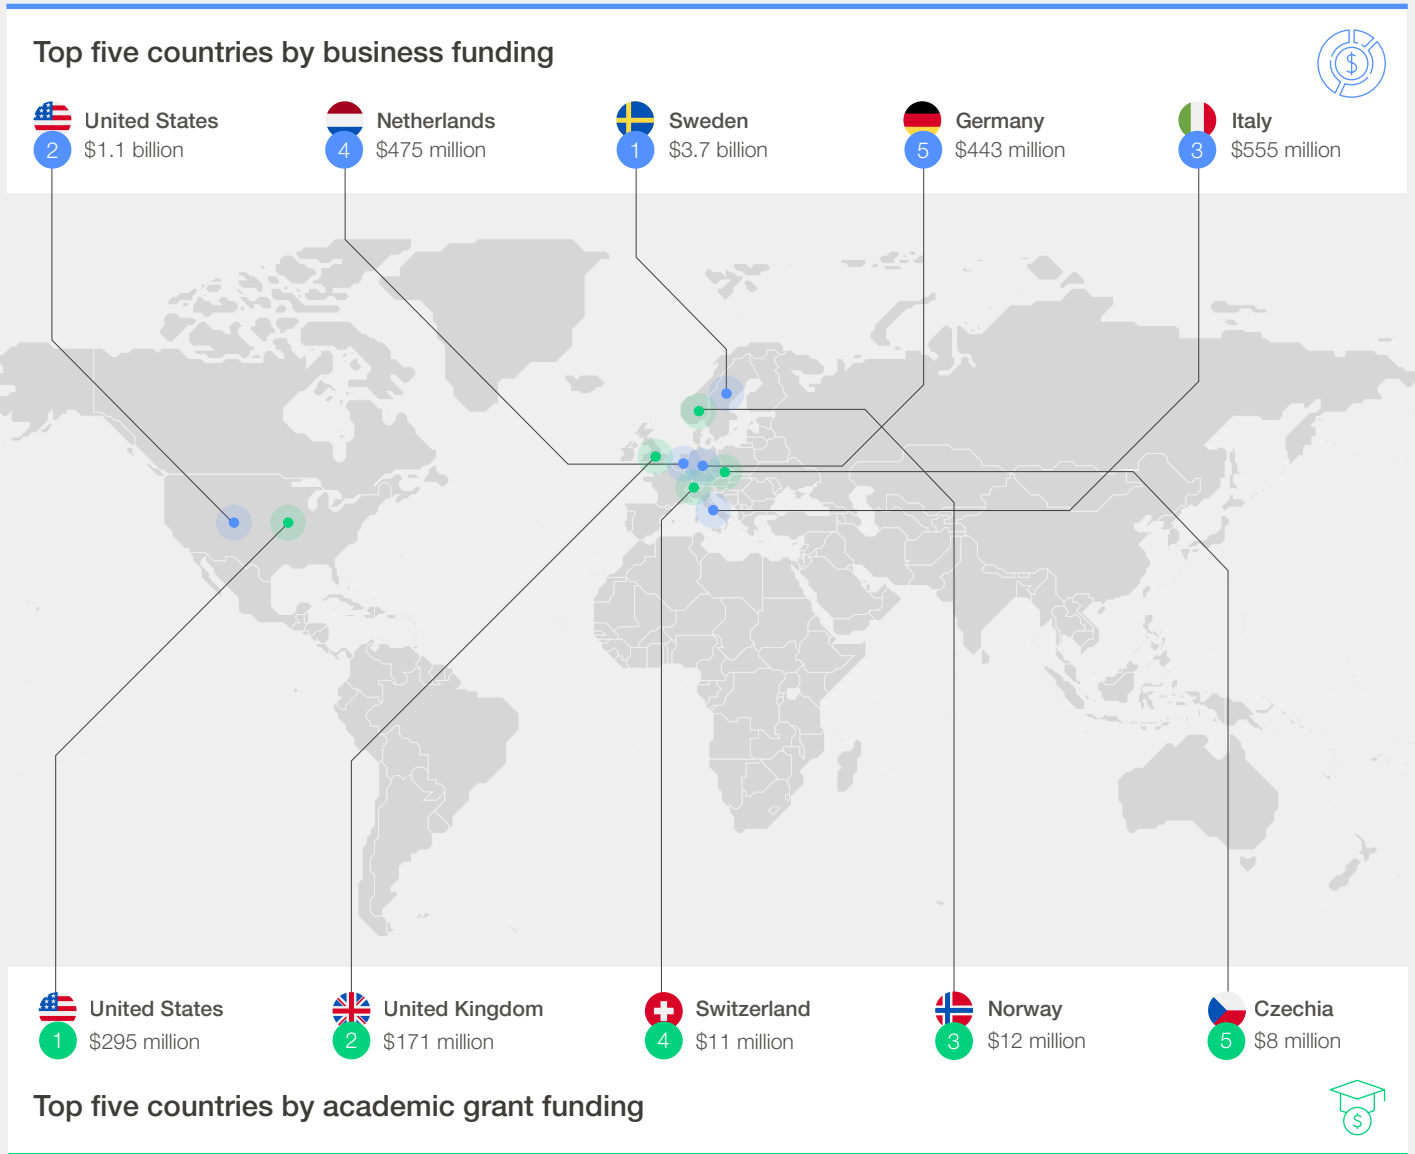 Top five countries by business funding
$
United States
2
$1.1 billion
Netherlands
4
$475 million
Sweden
1
$3.7 billion
Germany
5
$443 million
Italy
3
$555 million
United States
1
$295 million
United Kingdom
2
$171 million
Switzerland
4
$11 million
Norway
3
$12 million
Czechia
5
$8 million
Top five countries by academic grant funding
$